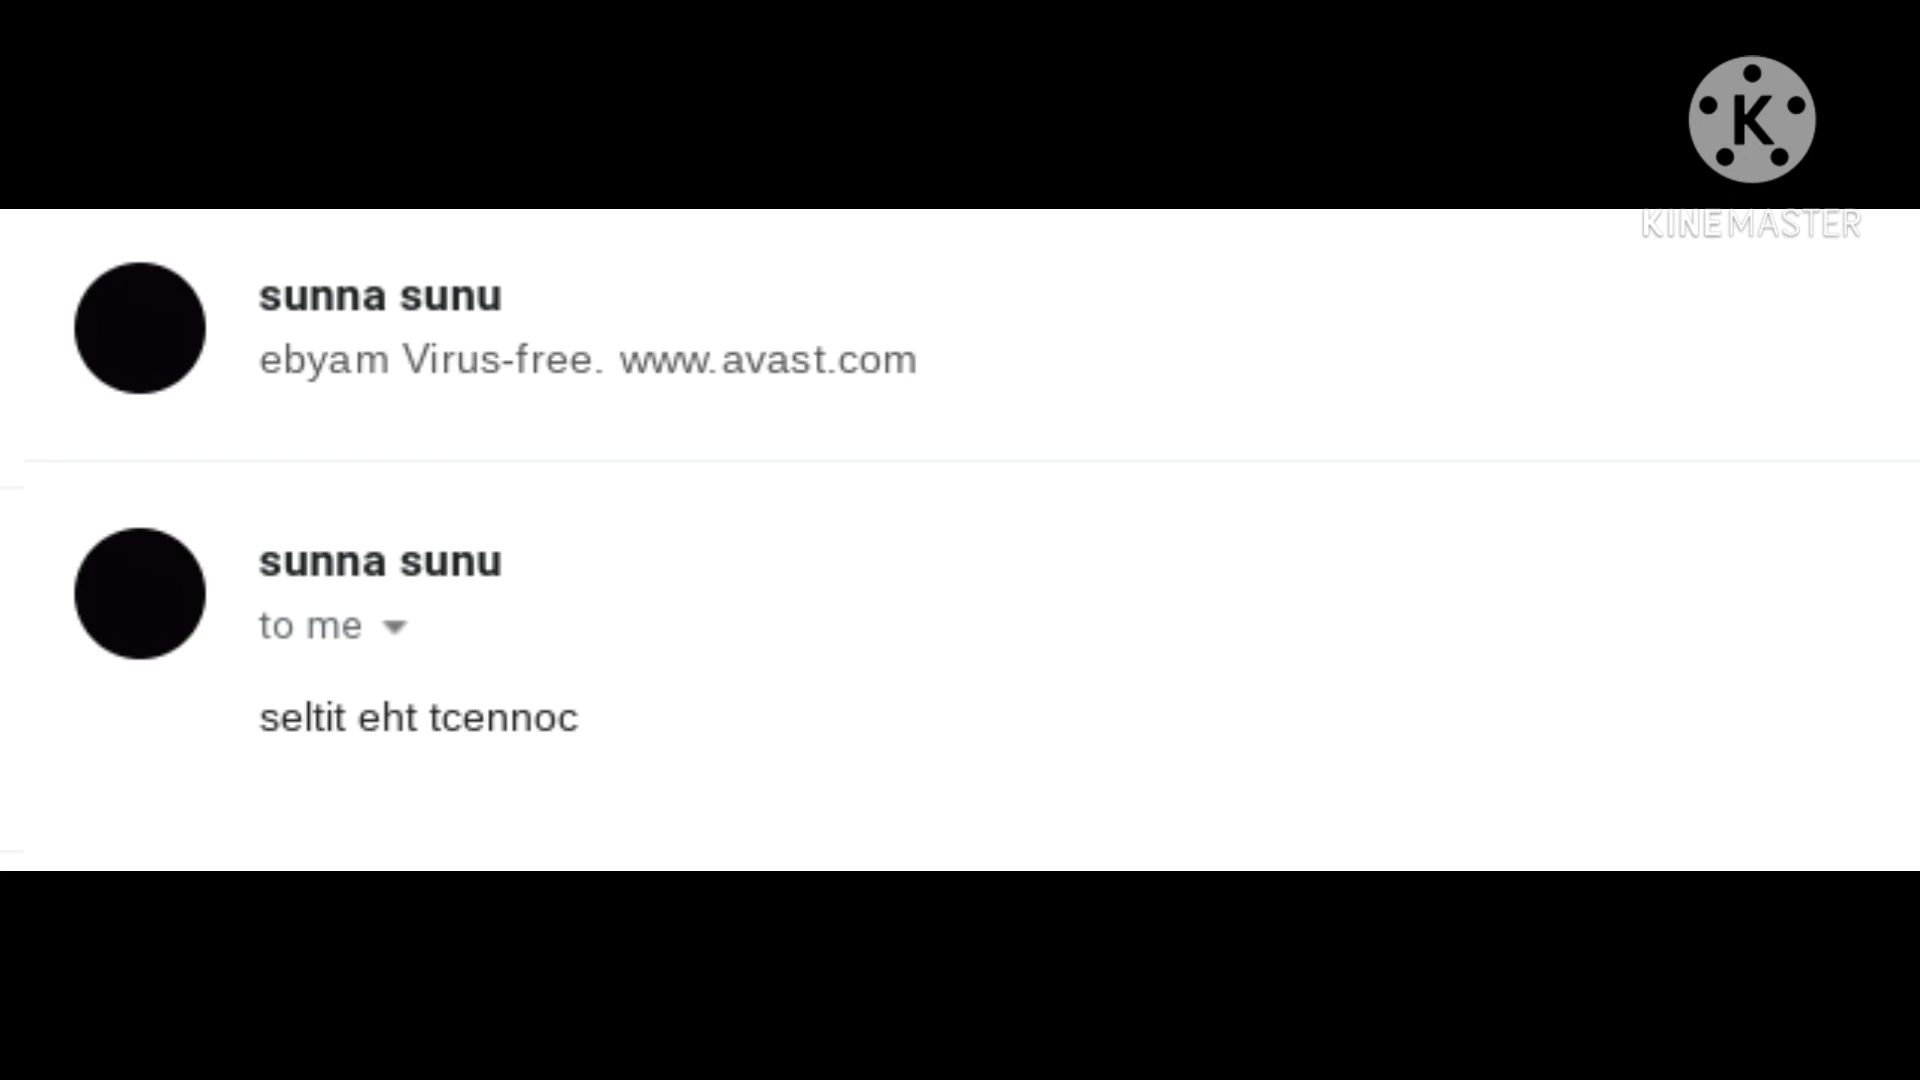 K
KINEMASTER
sunna sunu
ebyam Virus-free. www.avast.com
sunna sunu
to me
seltit eht tcennoc